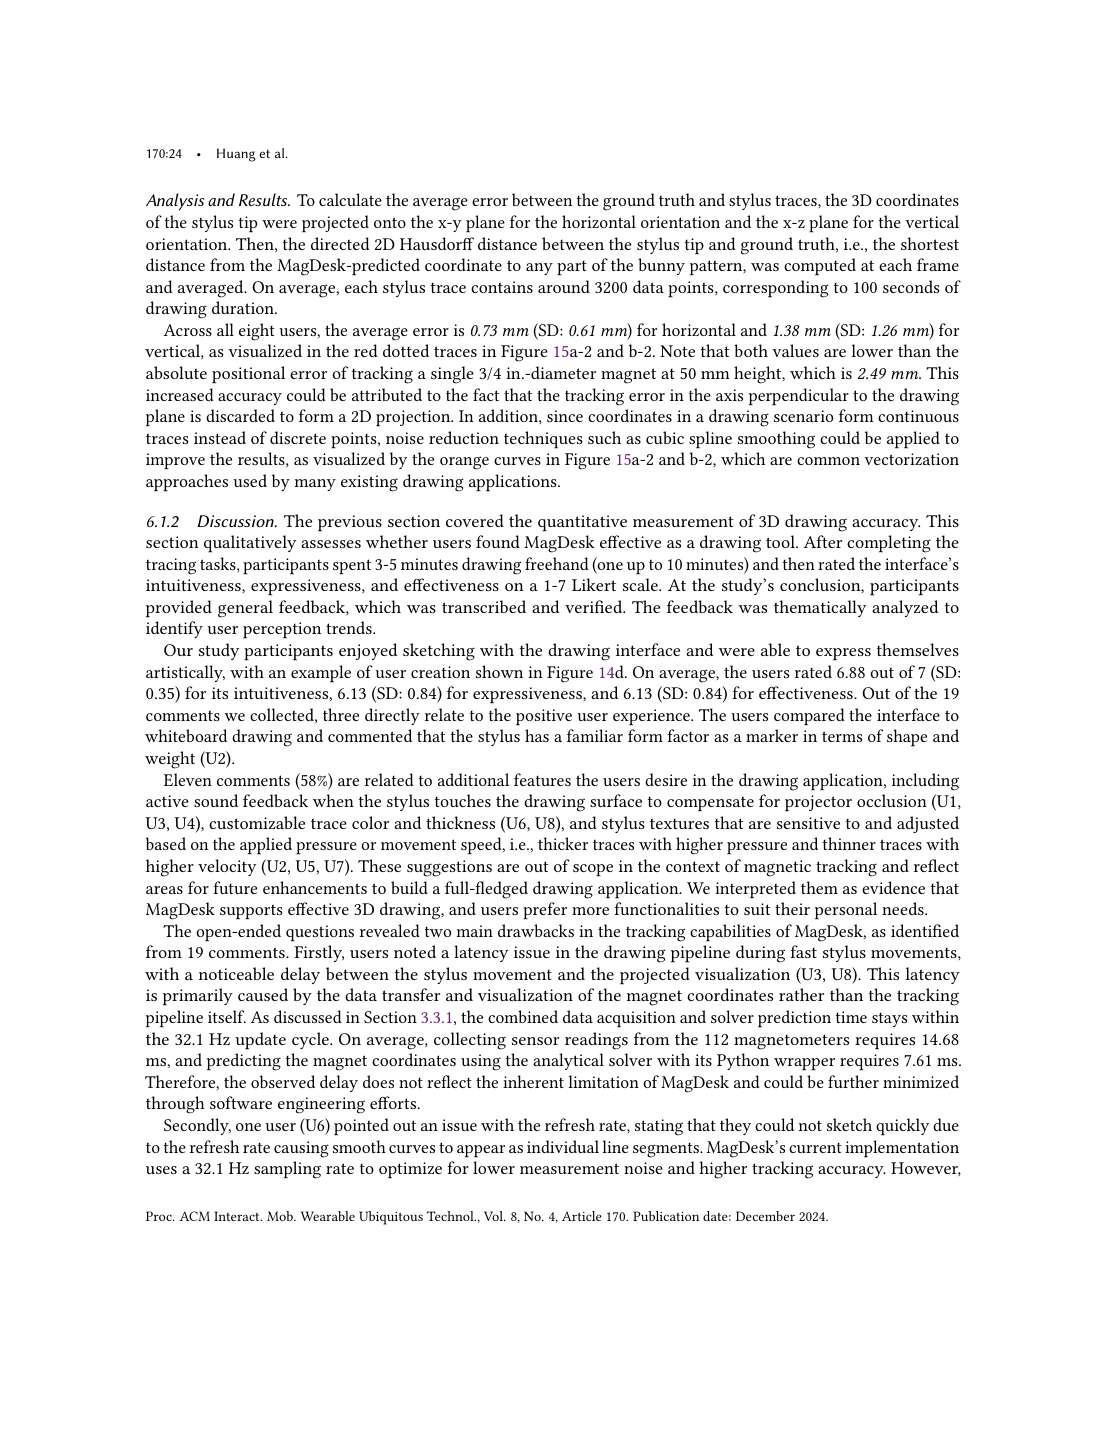 170:24 • Huang et al.
Analysis and Results. To calculate the average error between the ground truth and stylus traces, the 3D coordinates
of the stylus tip were projected onto the x-y plane for the horizontal orientation and the x-z plane for the vertical
orientation. Then, the directed 2D Hausdorff distance between the stylus tip and ground truth, i.e., the shortest
distance from the MagDesk-predicted coordinate to any part of the bunny pattern, was computed at each frame
and averaged. On average, each stylus trace contains around 3200 data points, corresponding to 100 seconds of
drawing duration.
Across all eight users, the average error is 0.73 mm (SD: 0.61 mm) for horizontal and 1.38 mm (SD: 1.26 mm) for
vertical, as visualized in the red dotted traces in Figure 15a-2 and b-2. Note that both values are lower than the
absolute positional error of tracking a single 3/4 in.-diameter magnet at 50 mm height, which is 2.49 mm. This
increased accuracy could be attributed to the fact that the tracking error in the axis perpendicular to the drawing
plane is discarded to form a 2D projection. In addition, since coordinates in a drawing scenario form continuous
traces instead of discrete points, noise reduction techniques such as cubic spline smoothing could be applied to
improve the results, as visualized by the orange curves in Figure 15a-2 and b-2, which are common vectorization
approaches used by many existing drawing applications.
6.1.2 Discussion. The previous section covered the quantitative measurement of 3D drawing accuracy. This
section qualitatively assesses whether users found MagDesk effective as a drawing tool. After completing the
tracing tasks, participants spent 3-5 minutes drawing freehand (one up to 10 minutes) and then rated the interface's
intuitiveness, expressiveness, and effectiveness on a 1-7 Likert scale. At the study's conclusion, participants
provided general feedback, which was transcribed and verified. The feedback was thematically analyzed to
identify user perception trends.
Our study participants enjoyed sketching with the drawing interface and were able to express themselves
artistically, with an example of user creation shown in Figure 14d. On average, the users rated 6.88 out of 7 (SD:
0.35) for its intuitiveness, 6.13 (SD: 0.84) for expressiveness, and 6.13 (SD: 0.84) for effectiveness. Out of the 19
comments we collected, three directly relate to the positive user experience. The users compared the interface to
whiteboard drawing and commented that the stylus has a familiar form factor as a marker in terms of shape and
weight (U2).
Eleven comments (58%) are related to additional features the users desire in the drawing application, including
active sound feedback when the stylus touches the drawing surface to compensate for projector occlusion (U1,
U3, U4), customizable trace color and thickness (U6, U8), and stylus textures that are sensitive to and adjusted
based on the applied pressure or movement speed, i.e., thicker traces with higher pressure and thinner traces with
higher velocity (U2, U5, U7). These suggestions are out of scope in the context of magnetic tracking and reflect
areas for future enhancements to build a full-fledged drawing application. We interpreted them as evidence that
MagDesk supports effective 3D drawing, and users prefer more functionalities to suit their personal needs.
The open-ended questions revealed two main drawbacks in the tracking capabilities of MagDesk, as identified
from 19 comments. Firstly, users noted a latency issue in the drawing pipeline during fast stylus movements,
with a noticeable delay between the stylus movement and the projected visualization (U3, U8). This latency
is primarily caused by the data transfer and visualization of the magnet coordinates rather than the tracking
pipeline itself. As discussed in Section 3.3.1, the combined data acquisition and solver prediction time stays within
the 32.1 Hz update cycle. On average, collecting sensor readings from the 112 magnetometers requires 14.68
ms, and predicting the magnet coordinates using the analytical solver with its Python wrapper requires 7.61 ms.
Therefore, the observed delay does not reflect the inherent limitation of MagDesk and could be further minimized
through software engineering efforts.
Secondly, one user (U6) pointed out an issue with the refresh rate, stating that they could not sketch quickly due
to the refresh rate causing smooth curves to appear as individual line segments. MagDesk's current implementation
uses a 32.1 Hz sampling rate to optimize for lower measurement noise and higher tracking accuracy. However,
Proc. ACM Interact. Mob. Wearable Ubiquitous Technol., Vol. 8, No. 4, Article 170. Publication date: December 2024.